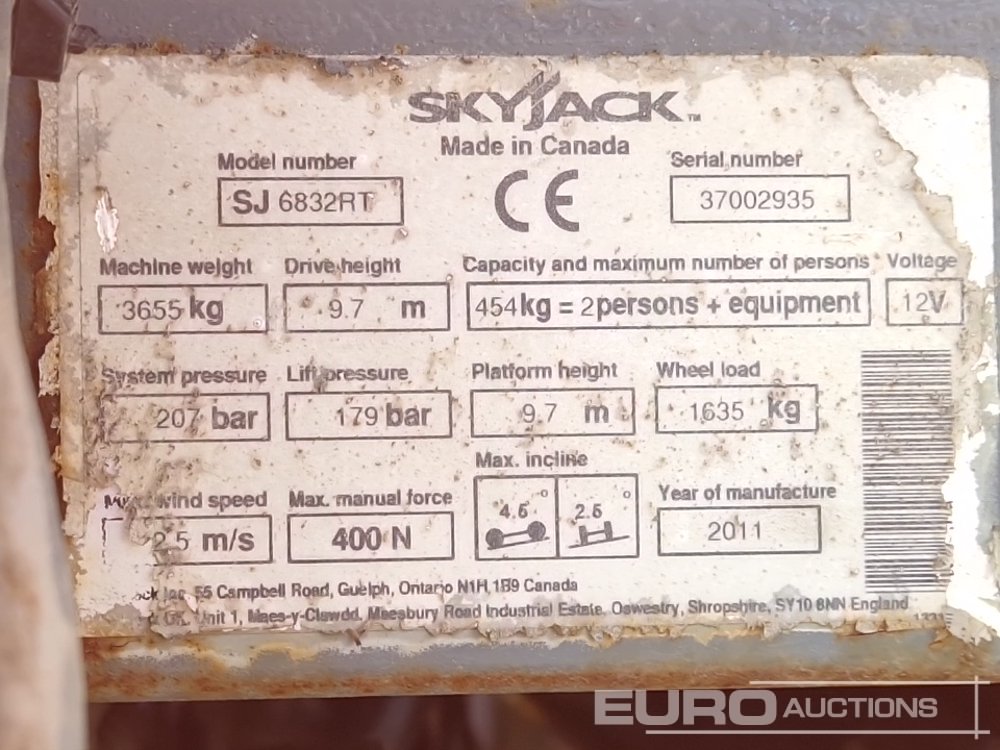 SKYJACK™
Made in Canada
Model number
SJ 6832RT
CE
Serial number
37002935
Machine weight
3655 kg
Drive height
9.7 m
Capacity and maximum number of persons
454kg = 2persons + equipment
Voltage
12V
System pressure
207 bar
Lift pressure
179 bar
Platform height
9.7 m
Wheel load
1635 kg
wind speed
m/s
Max. manual force
400 N
Max. incline
4.5° 2.5°
Year of manufacture
2011
55 Campbell Road, Guelph, Ontario N1H 1B9 Canada
Unit 1, Maes-y-Clawdd, Maesbury Road Industrial Estate, Oswestry, Shropshire, SY10 8NN England
EURO AUCTIONS